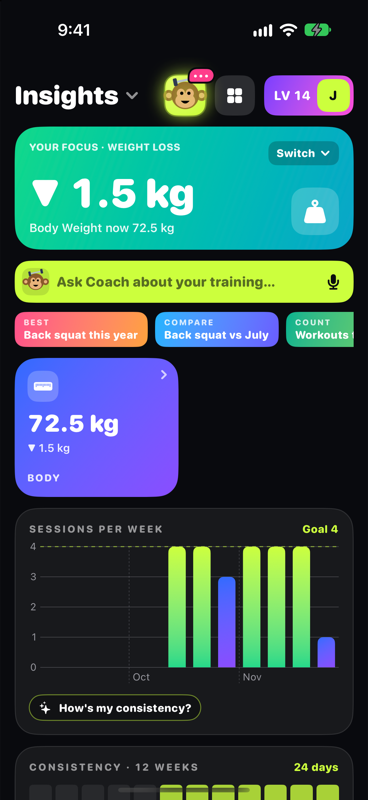 9:41
Insights
LV 14 J
YOUR FOCUS · WEIGHT LOSS
Switch
▼ 1.5 kg
Body Weight now 72.5 kg
Ask Coach about your training...
BEST
Back squat this year
COMPARE
Back squat vs July
COUNT
Workouts
72.5 kg
▼ 1.5 kg
BODY
SESSIONS PER WEEK
Goal 4
4
3
2
1
0
Oct
Nov
How's my consistency?
CONSISTENCY · 12 WEEKS
24 days